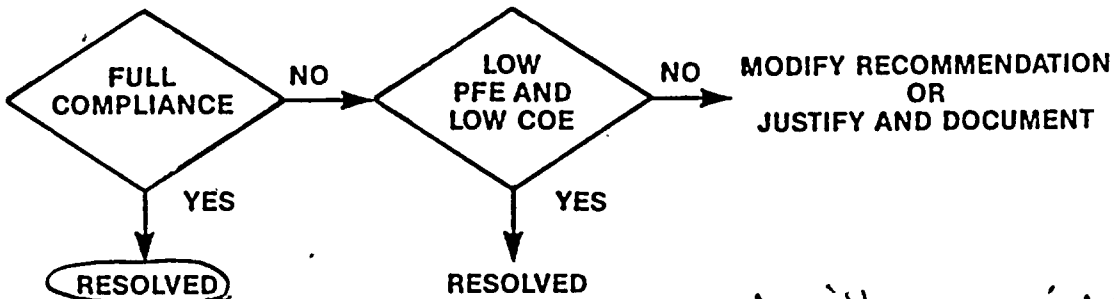 FULL
COMPLIANCE
NO
LOW
PFE AND
LOW COE
NO
MODIFY RECOMMENDATION
OR
JUSTIFY AND DOCUMENT
YES
YES
RESOLVED
RESOLVED